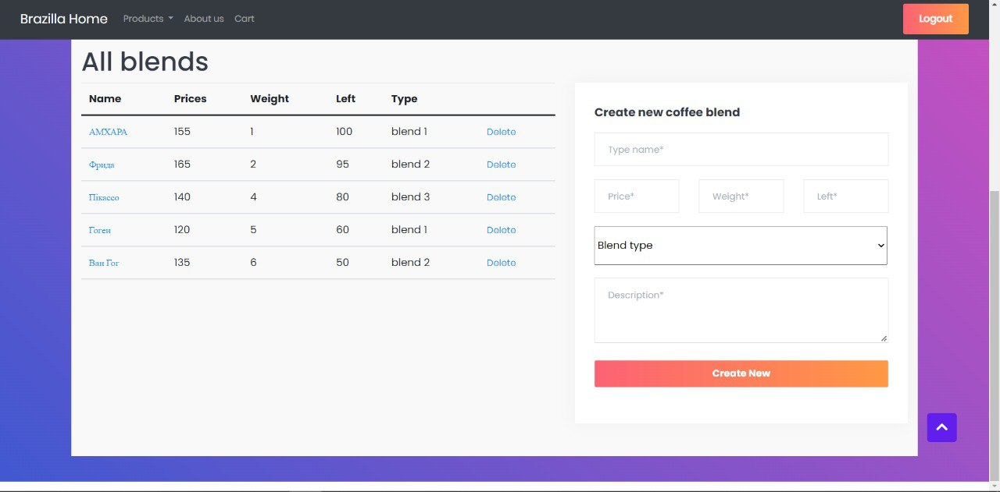 Brazilla Home Products About us Cart Logout
All blends
Name Prices Weight Left Type
АМХАРА 155 1 100 blend 1 Delete
Фрида 165 2 95 blend 2 Delete
Пікассо 140 4 80 blend 3 Delete
Гоген 120 5 60 blend 1 Delete
Ван Гог 135 6 50 blend 2 Delete
Create new coffee blend
Type name*
Price* Weight* Left*
Blend type
Description*
Create New